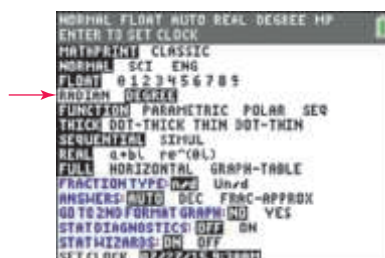 NORMAL FLOAT AUTO REAL DEGREE MP
ENTER TO SET CLOCK
MATHPRINT CLASSIC
NORMAL SCI ENG
FLOAT 0 1 2 3 4 5 6 7 8 9
RADIAN DEGREE
FUNCTION PARAMETRIC POLAR SEQ
THICK DOT-THICK THIN DOT-THIN
SEQUENTIAL SIMUL
REAL a+bi re^(θi)
FULL HORIZONTAL GRAPH-TABLE
FRACTION TYPE: n/d Un/d
ANSWERS: AUTO DEC FRAC-APPROX
GO TO 2ND FORMAT GRAPH: NO YES
STAT DIAGNOSTICS: OFF ON
STAT WIZARDS: ON OFF
SET CLOCK